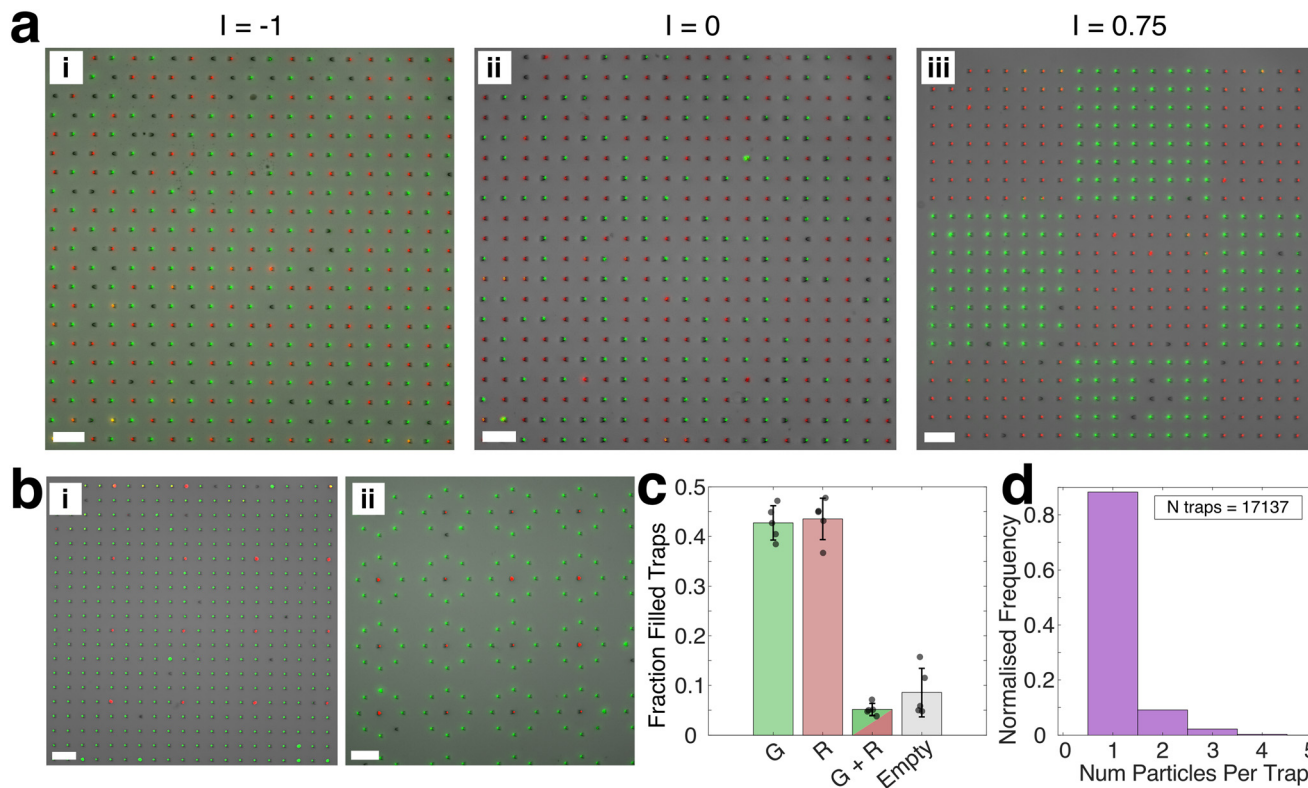 a
I = -1
I = 0
I = 0.75
i
ii
iii
b
i
ii
c
Fraction Filled Traps
0.5
0.4
0.3
0.2
0.1
0
G
R
G + R
Empty
d
Normalised Frequency
0.8
0.6
0.4
0.2
0
N traps = 17137
0 1 2 3 4 5
Num Particles Per Trap